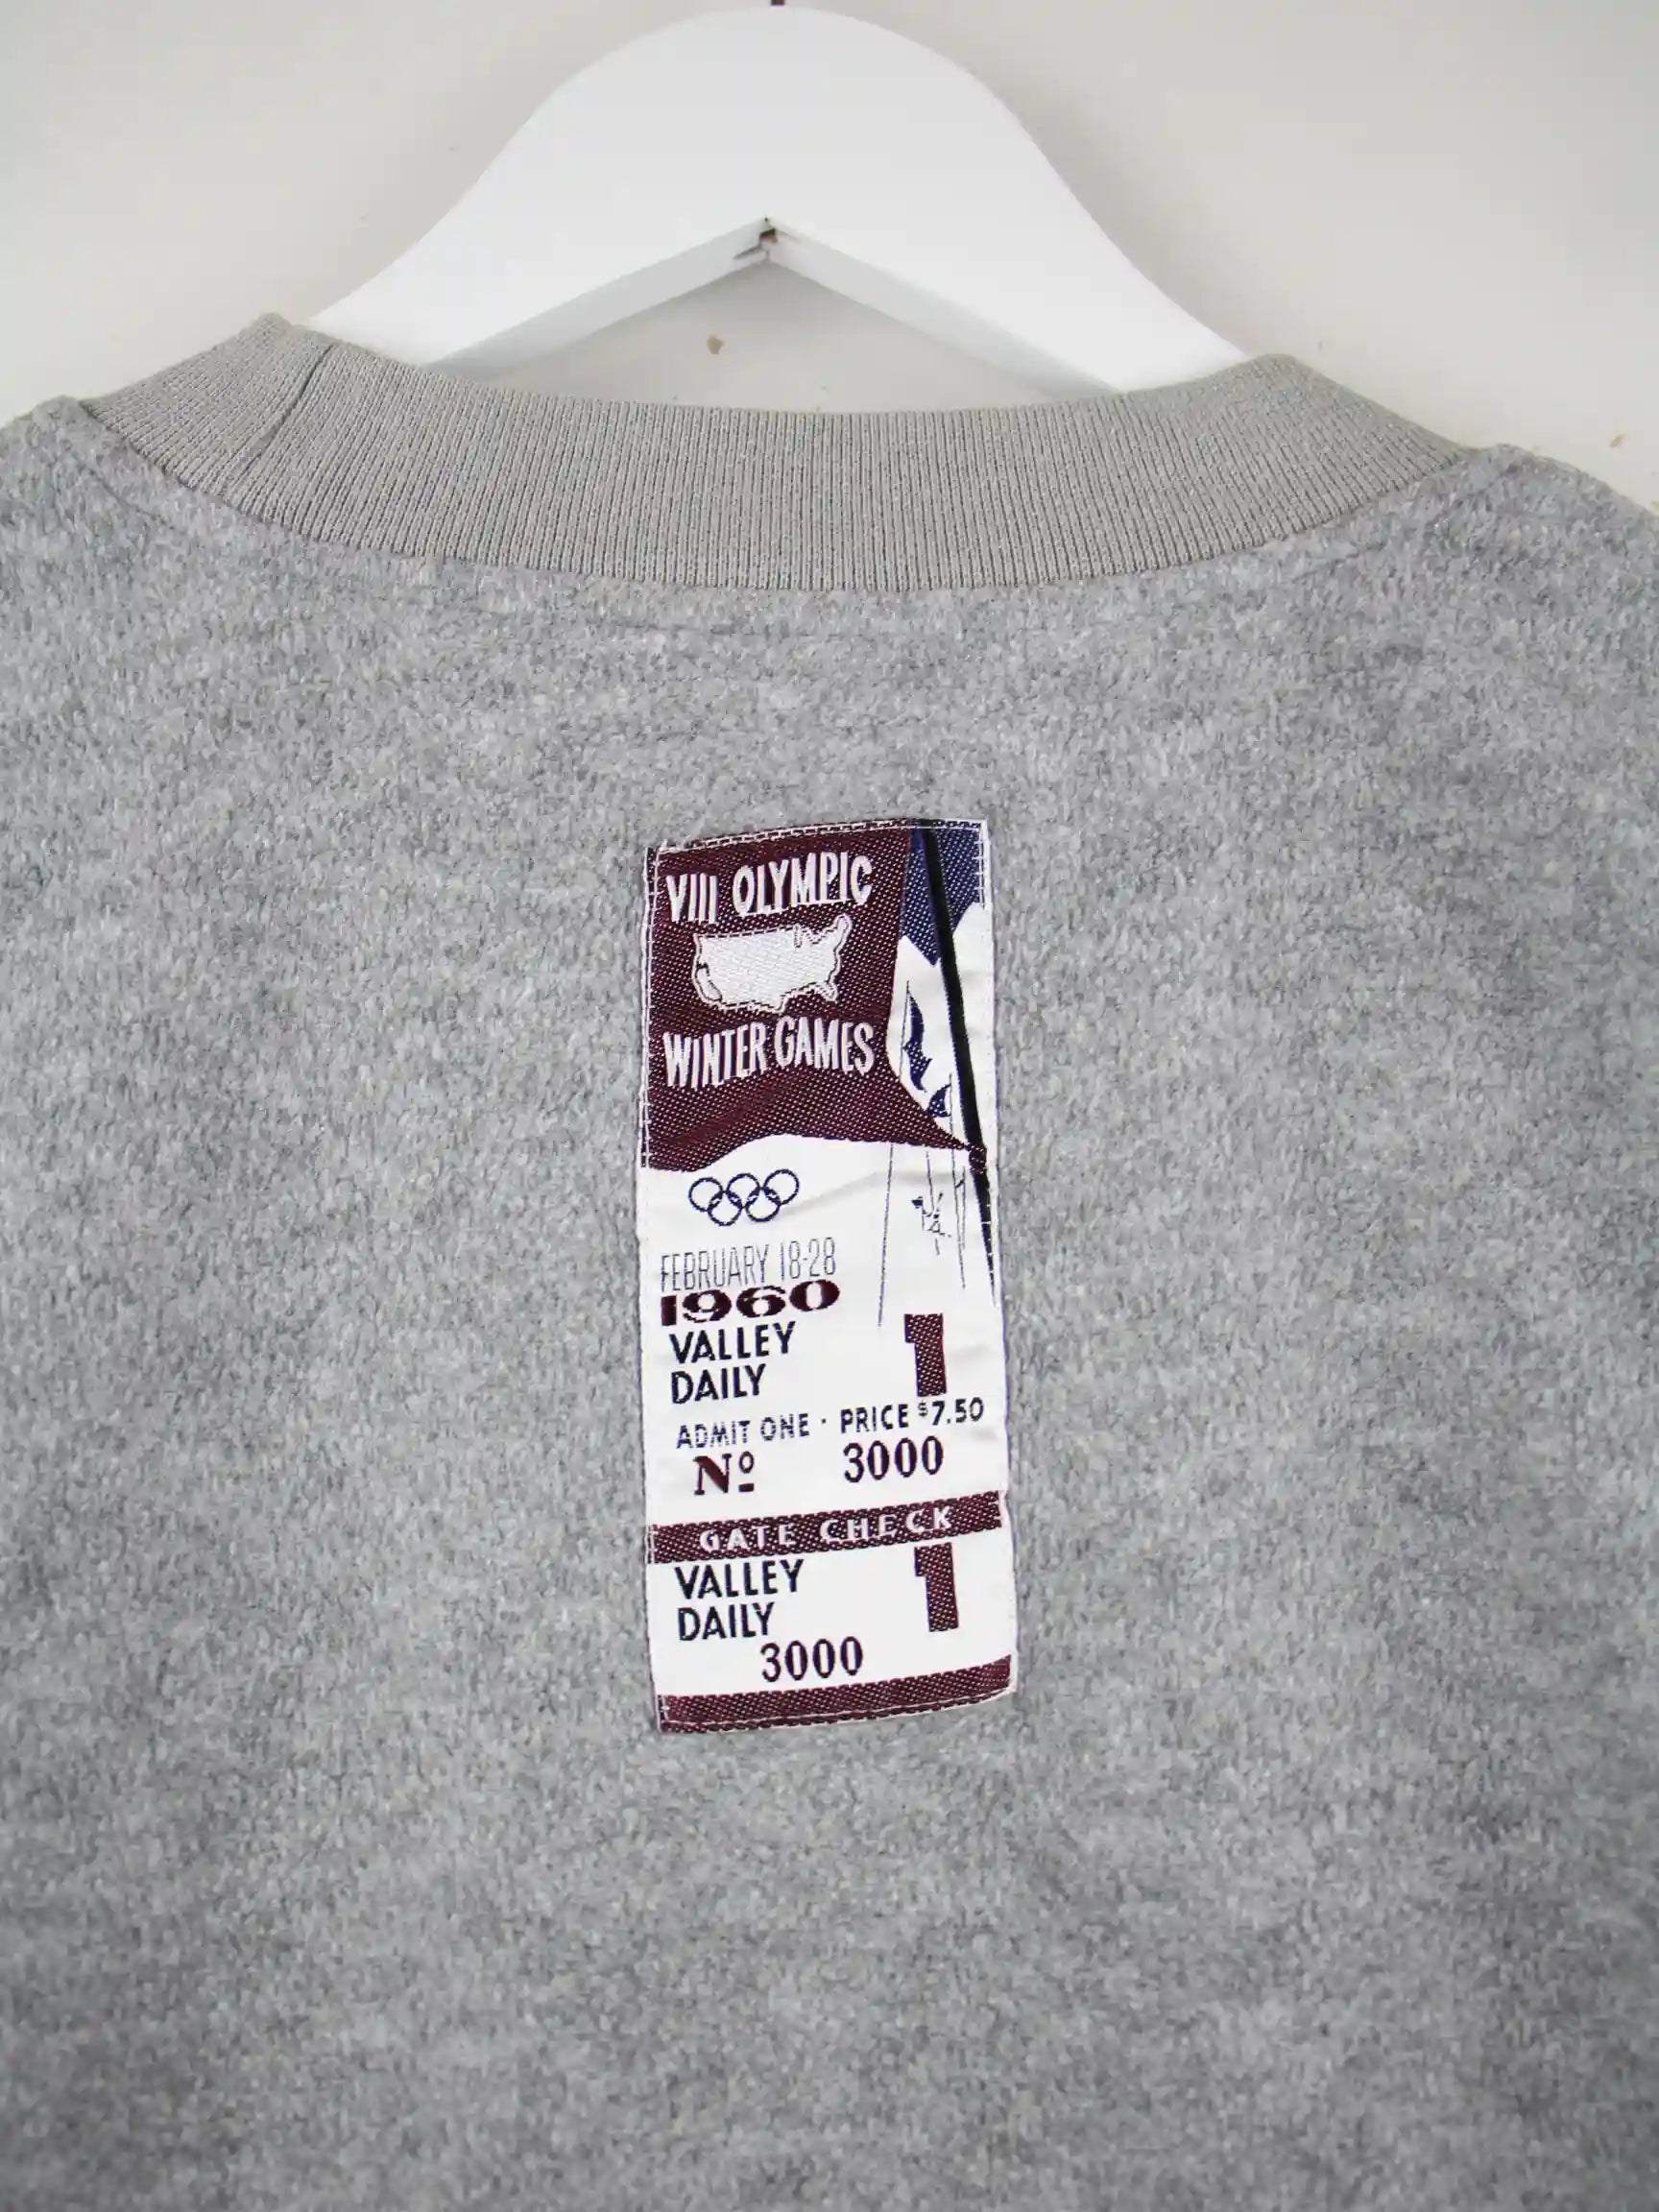 VIII OLYMPIC
WINTER GAMES
FEBRUARY 18-28
1960
VALLEY
DAILY
1
ADMIT ONE · PRICE $7.50
Nº 3000
GATE CHECK
VALLEY
DAILY
1
3000